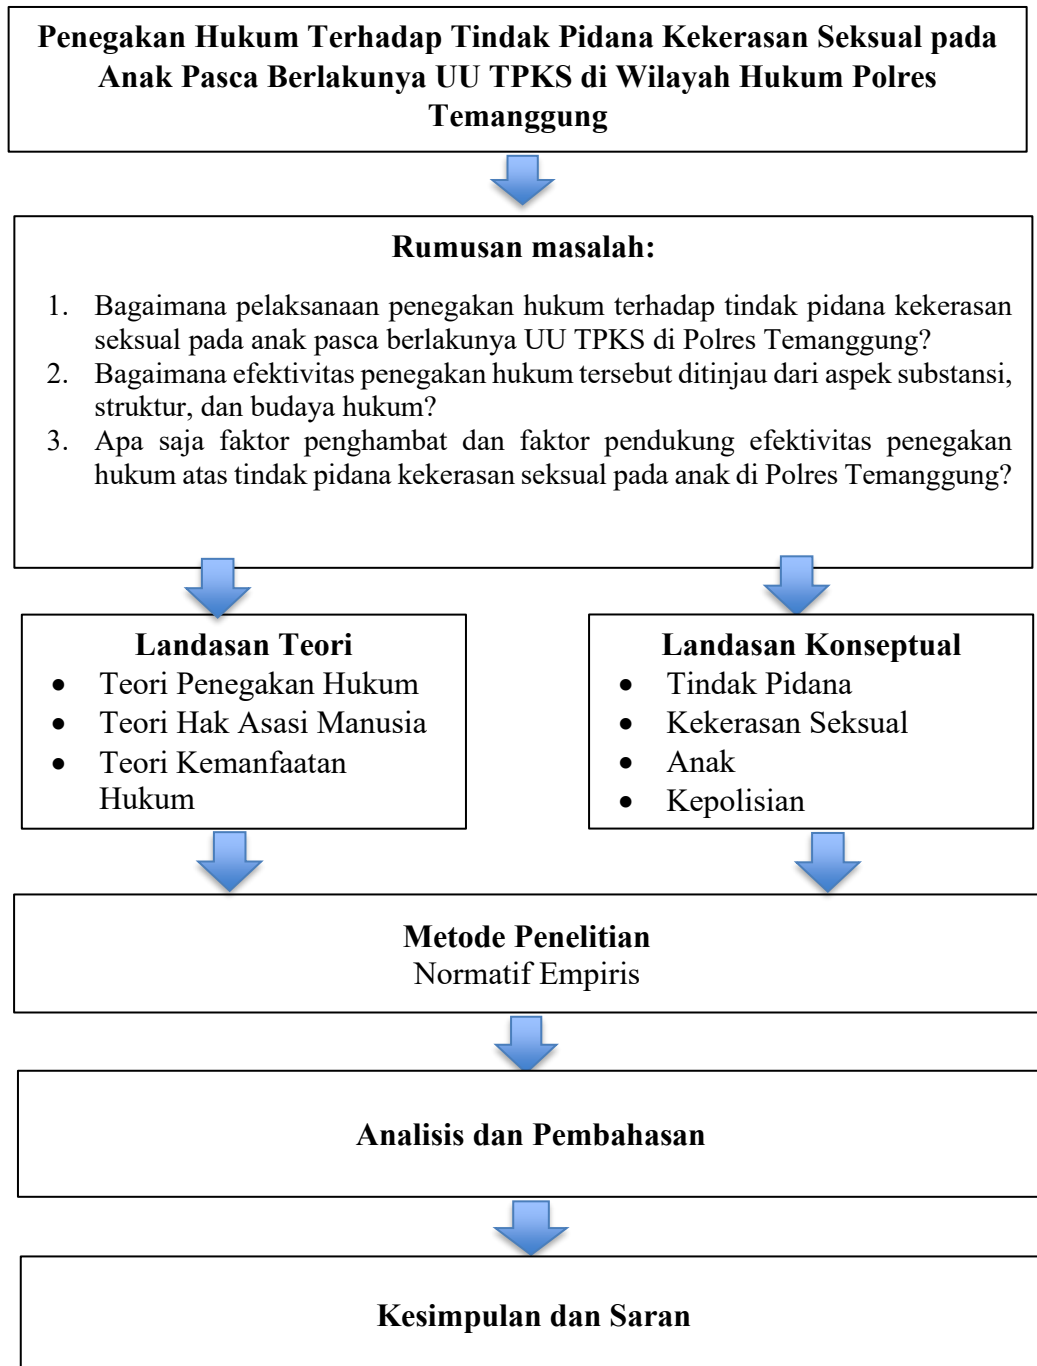 Penegakan Hukum Terhadap Tindak Pidana Kekerasan Seksual pada
Anak Pasca Berlakunya UU TPKS di Wilayah Hukum Polres
Temanggung
Rumusan masalah:
1. Bagaimana pelaksanaan penegakan hukum terhadap tindak pidana kekerasan
seksual pada anak pasca berlakunya UU TPKS di Polres Temanggung?
2. Bagaimana efektivitas penegakan hukum tersebut ditinjau dari aspek substansi,
struktur, dan budaya hukum?
3. Apa saja faktor penghambat dan faktor pendukung efektivitas penegakan
hukum atas tindak pidana kekerasan seksual pada anak di Polres Temanggung?
Landasan Teori
• Teori Penegakan Hukum
• Teori Hak Asasi Manusia
• Teori Kemanfaatan
Hukum
Landasan Konseptual
• Tindak Pidana
• Kekerasan Seksual
• Anak
• Kepolisian
Metode Penelitian
Normatif Empiris
Analisis dan Pembahasan
Kesimpulan dan Saran